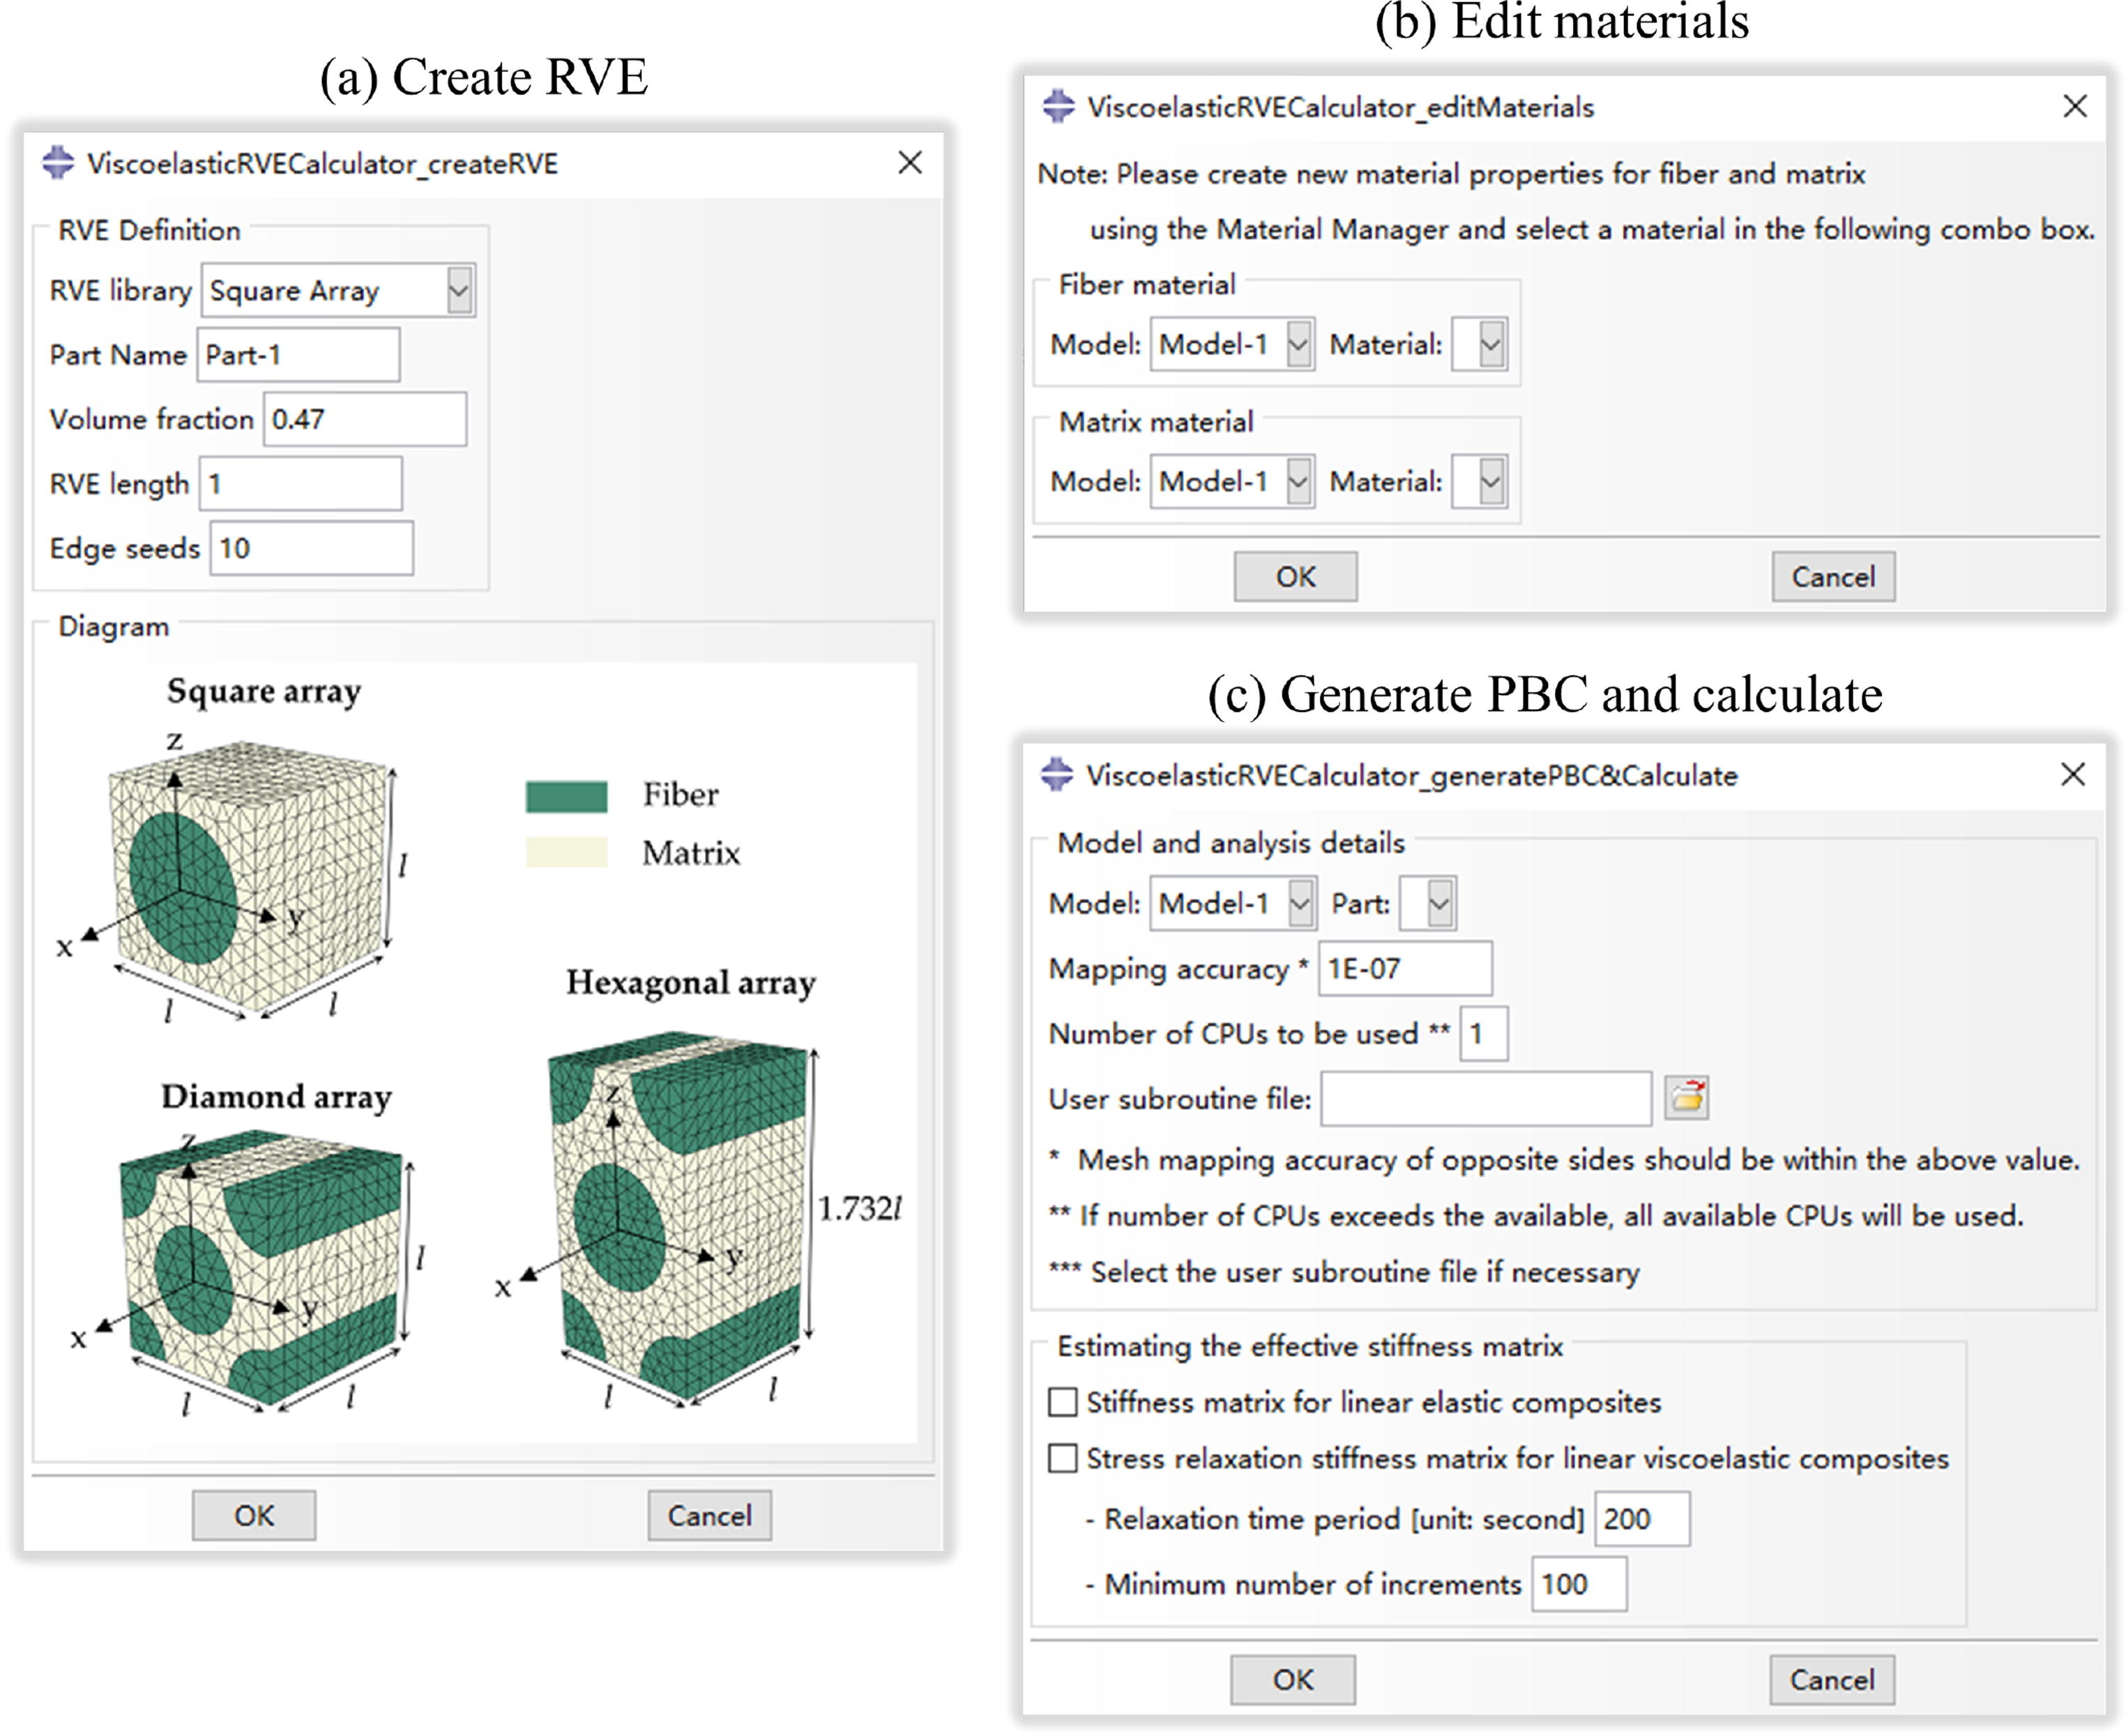 (a) Create RVE
ViscoelasticRVECalculator_createRVE
RVE Definition
RVE library Square Array
Part Name Part-1
Volume fraction 0.47
RVE length 1
Edge seeds 10
Diagram
Square array
z
x
y
l
l
l
Fiber
Matrix
Diamond array
z
x
y
l
l
l
Hexagonal array
z
x
y
1.732l
l
l
OK Cancel
(b) Edit materials
ViscoelasticRVECalculator_editMaterials
Note: Please create new material properties for fiber and matrix
using the Material Manager and select a material in the following combo box.
Fiber material
Model: Model-1 Material:
Matrix material
Model: Model-1 Material:
OK Cancel
(c) Generate PBC and calculate
ViscoelasticRVECalculator_generatePBC&Calculate
Model and analysis details
Model: Model-1 Part:
Mapping accuracy * 1E-07
Number of CPUs to be used ** 1
User subroutine file:
* Mesh mapping accuracy of opposite sides should be within the above value.
** If number of CPUs exceeds the available, all available CPUs will be used.
*** Select the user subroutine file if necessary
Estimating the effective stiffness matrix
Stiffness matrix for linear elastic composites
Stress relaxation stiffness matrix for linear viscoelastic composites
- Relaxation time period [unit: second] 200
- Minimum number of increments 100
OK Cancel